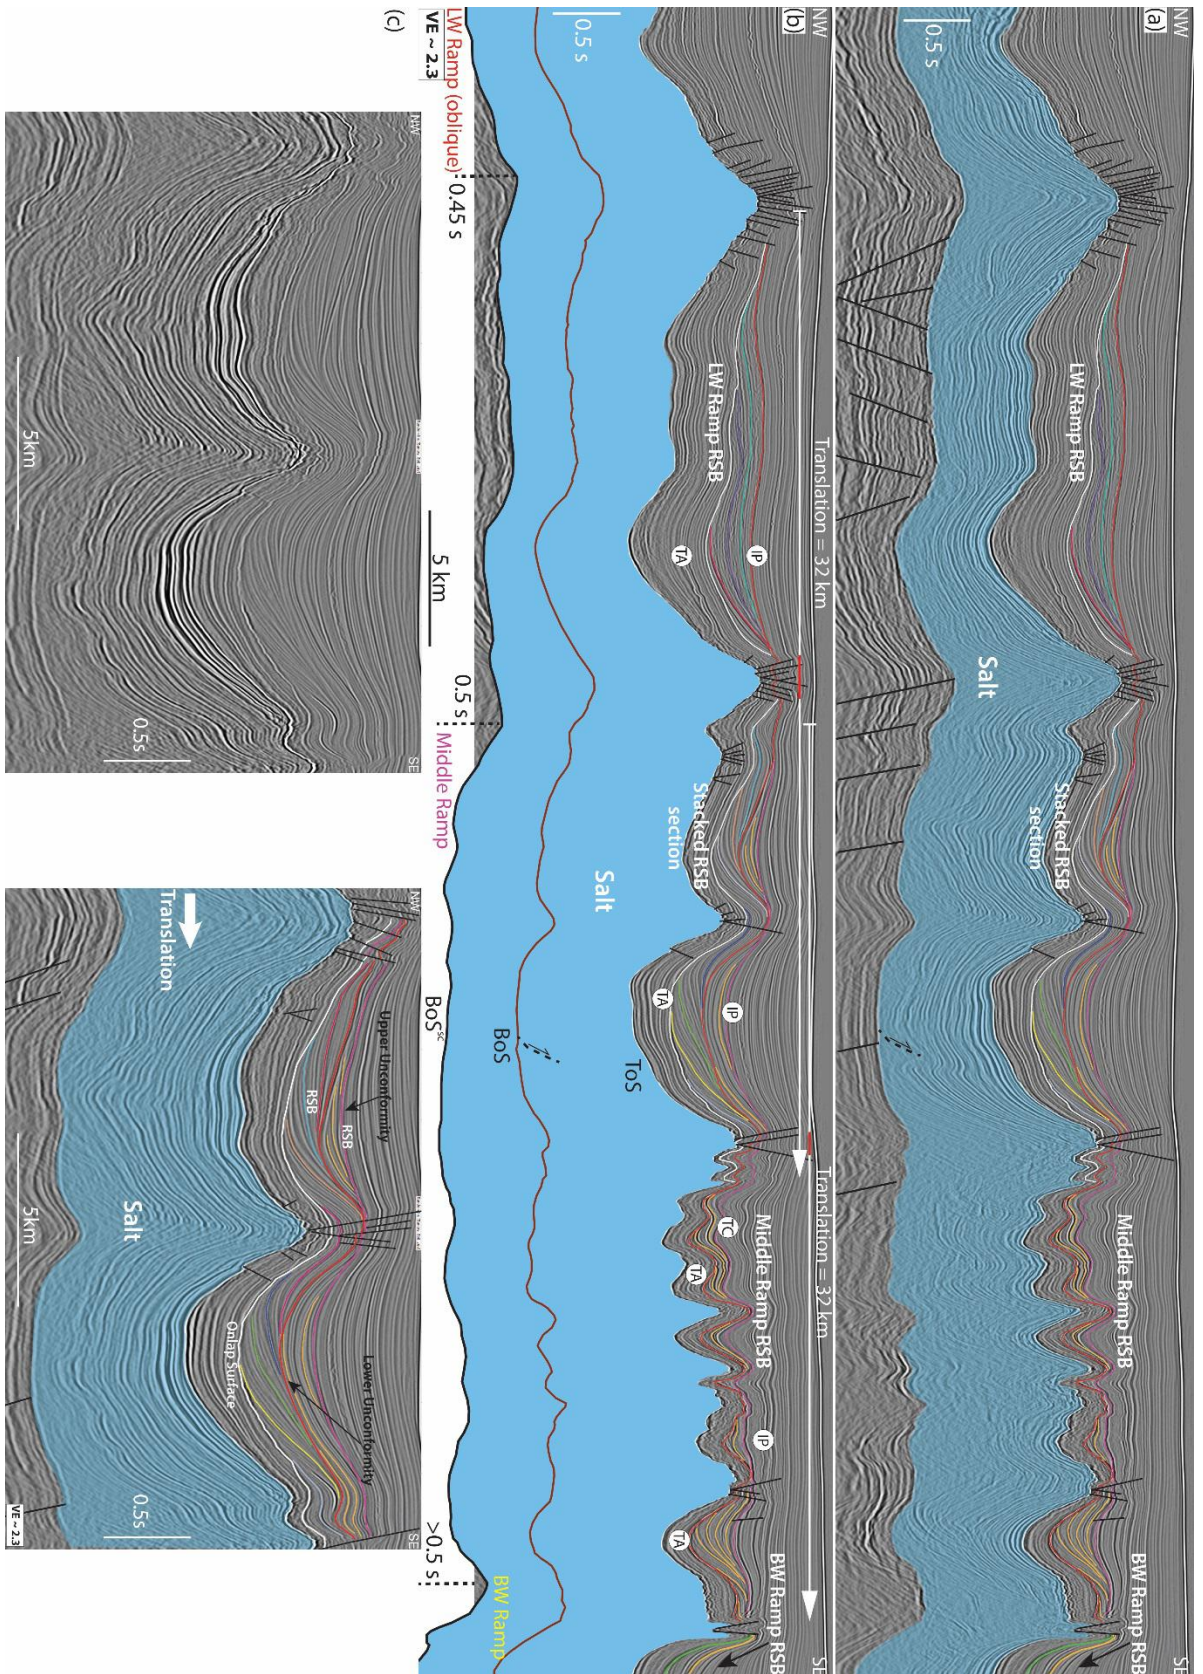 (a)
NW
SE
0.5 s
Salt
LW Ramp RSB
Stacked RSB
section
Middle Ramp RSB
BW Ramp RSB
(b)
NW
SE
0.5 s
Translation = 32 km
Translation = 32 km
LW Ramp RSB
IP
TA
Stacked RSB
section
IP
TA
Middle Ramp RSB
TC
TA
IP
TA
BW Ramp RSB
Salt
ToS
BoS
BoSsc
LW Ramp (oblique)
VE ~ 2.3
0.45 s
5 km
0.5 s
Middle Ramp
>0.5 s
BW Ramp
(c)
NW
SE
5km
0.5s
NW
SE
Translation
Upper Unconformity
RSB
RSB
Salt
Onlap Surface
Lower Unconformity
5km
0.5s
VE ~ 2.3